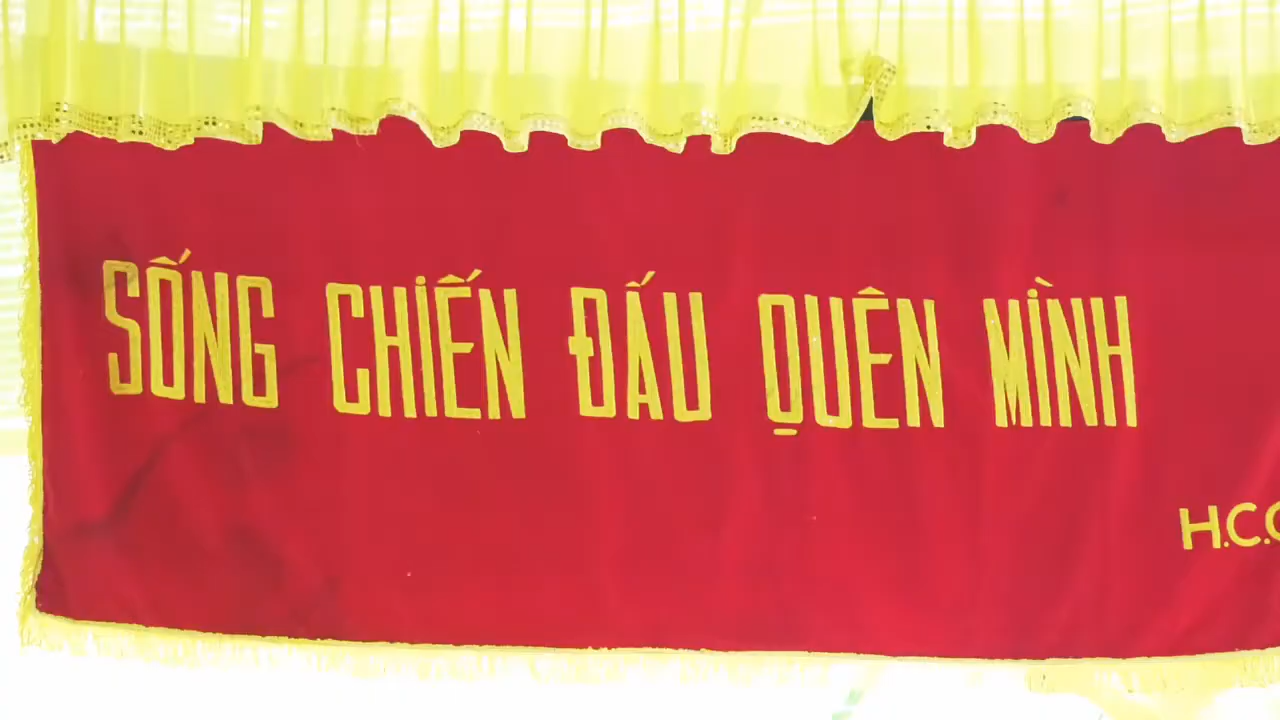 SỐNG CHIẾN ĐẤU QUÊN MÌNH
H.C.